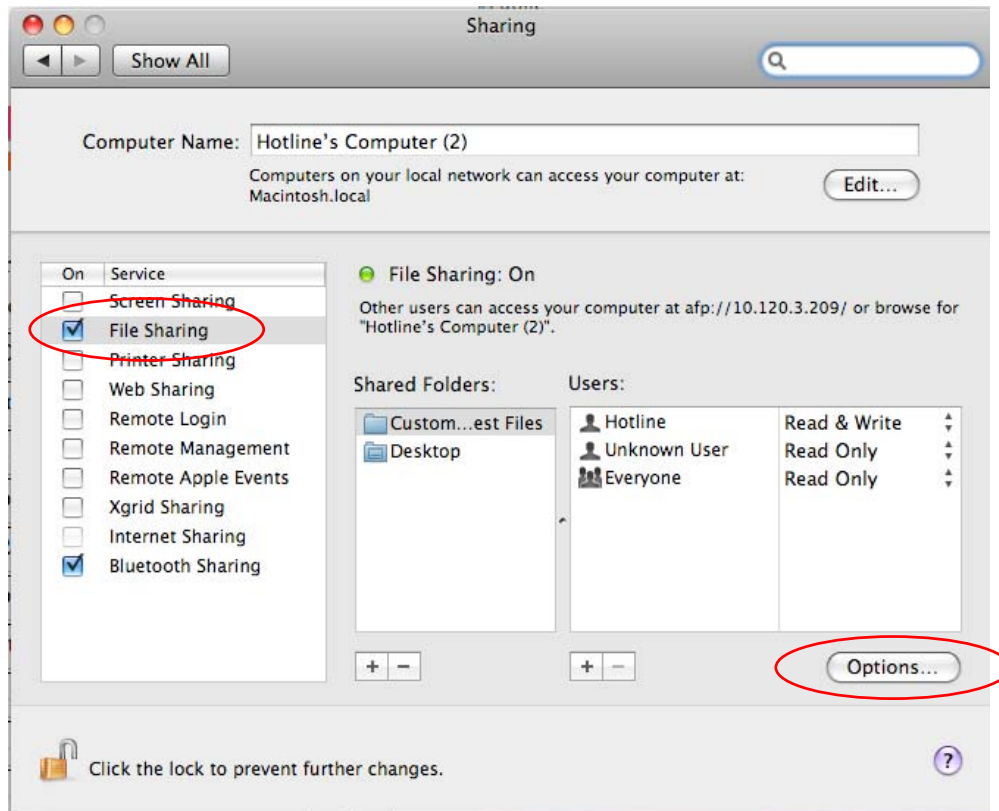 Sharing
Show All
Computer Name: Hotline's Computer (2)
Computers on your local network can access your computer at:
Macintosh.local
Edit...
On Service
Screen Sharing
File Sharing
Printer Sharing
Web Sharing
Remote Login
Remote Management
Remote Apple Events
Xgrid Sharing
Internet Sharing
Bluetooth Sharing
File Sharing: On
Other users can access your computer at afp://10.120.3.209/ or browse for
"Hotline's Computer (2)".
Shared Folders:
Custom...est Files
Desktop
Users:
Hotline Read & Write
Unknown User Read Only
Everyone Read Only
+ −
+ −
Options...
Click the lock to prevent further changes.
?